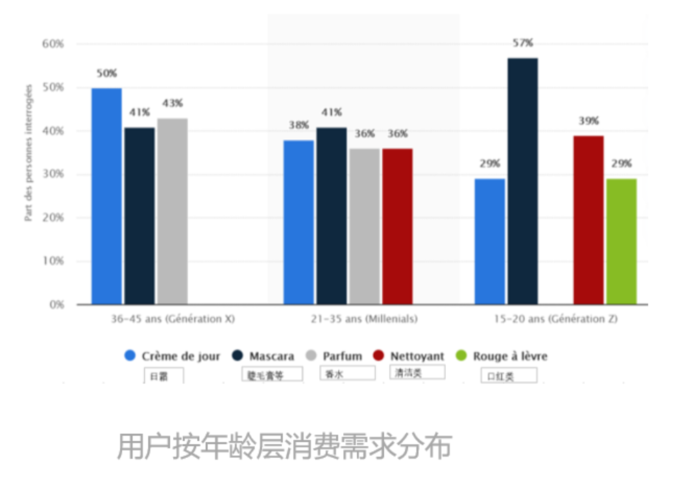 60%
50%
40%
30%
20%
10%
0%
Part des personnes interrogées
50%
41%
43%
38%
41%
36%
36%
29%
57%
39%
29%
36-45 ans (Génération X)
21-35 ans (Millenials)
15-20 ans (Génération Z)
Crème de jour
Mascara
Parfum
Nettoyant
Rouge à lèvre
日霜
睫毛膏等
香水
清洁类
口红类
用户按年龄层消费需求分布